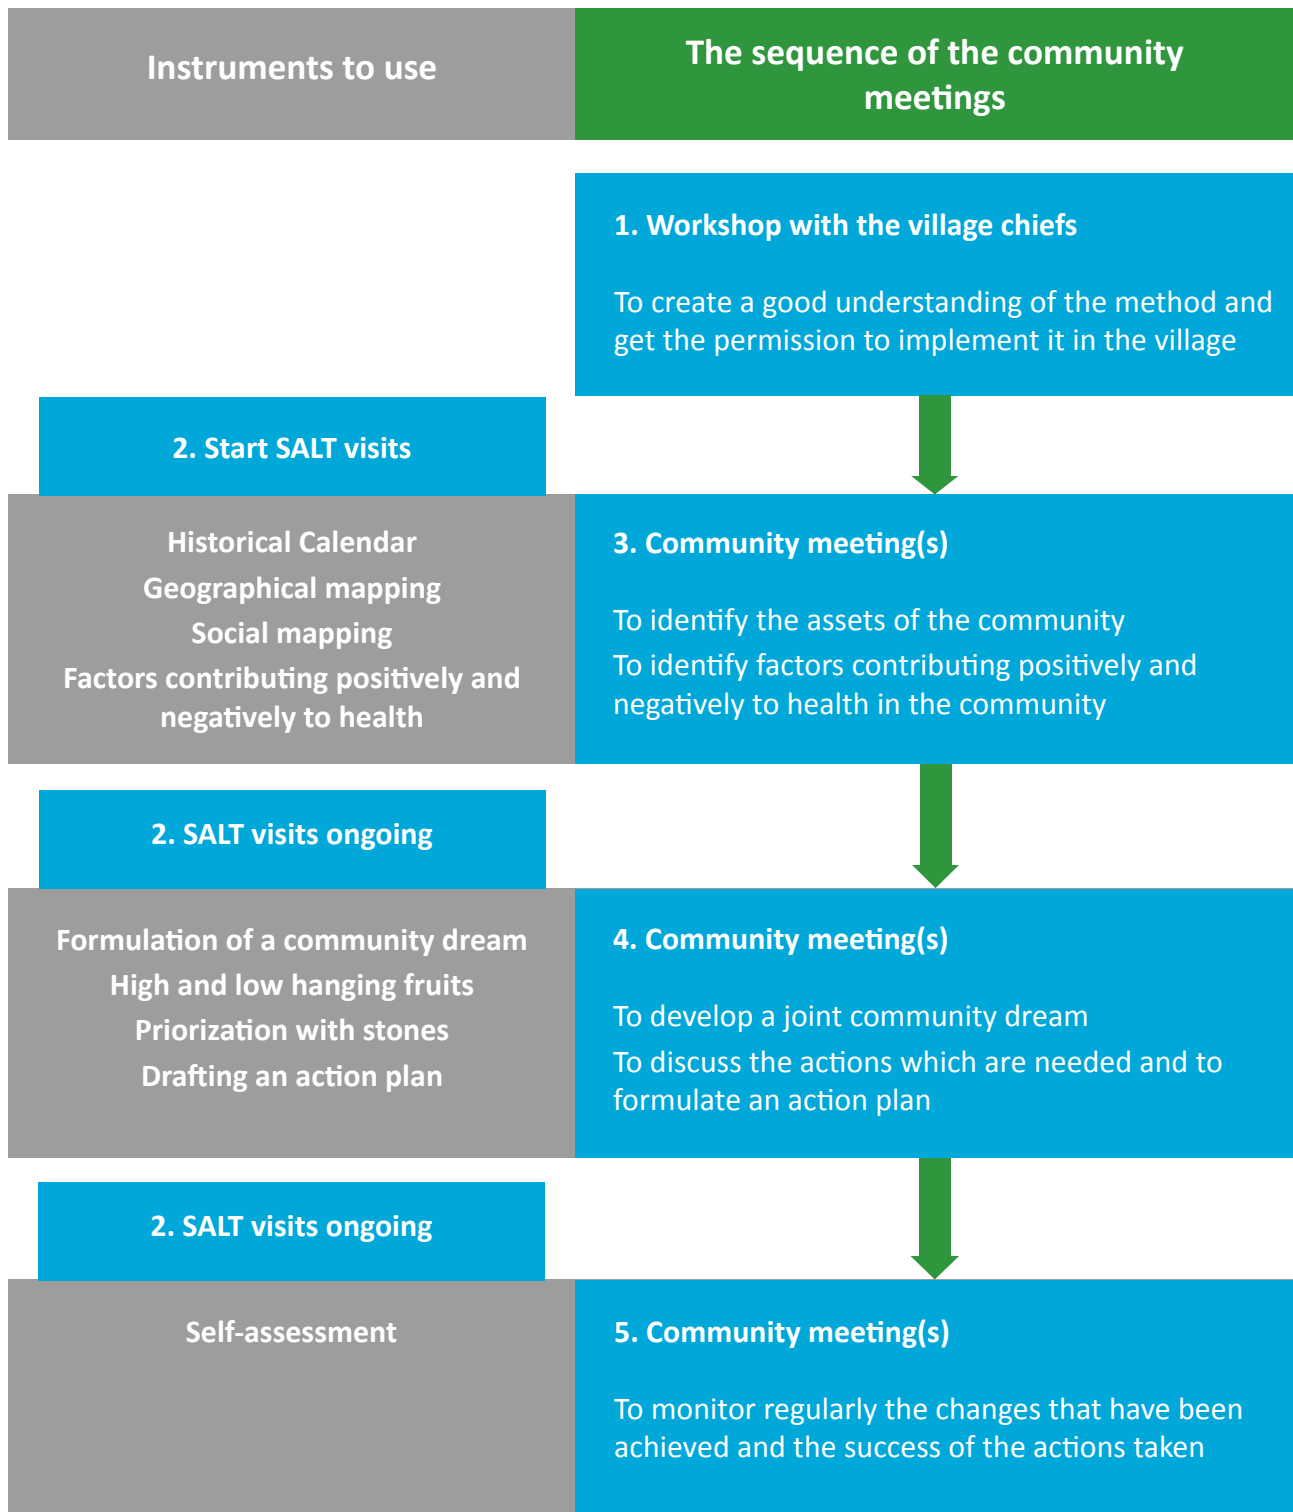 Instruments to use
The sequence of the community
meetings
1. Workshop with the village chiefs
To create a good understanding of the method and
get the permission to implement it in the village
2. Start SALT visits
Historical Calendar
Geographical mapping
Social mapping
Factors contributing positively and
negatively to health
3. Community meeting(s)
To identify the assets of the community
To identify factors contributing positively and
negatively to health in the community
2. SALT visits ongoing
Formulation of a community dream
High and low hanging fruits
Priorization with stones
Drafting an action plan
4. Community meeting(s)
To develop a joint community dream
To discuss the actions which are needed and to
formulate an action plan
2. SALT visits ongoing
Self-assessment
5. Community meeting(s)
To monitor regularly the changes that have been
achieved and the success of the actions taken